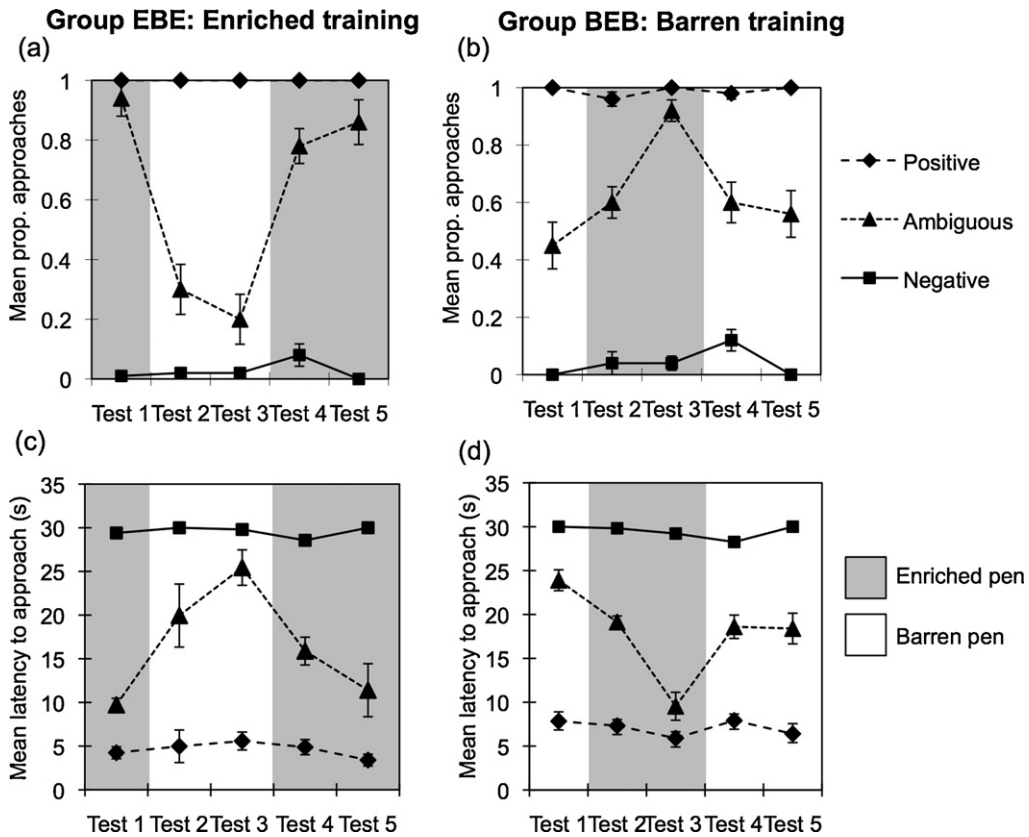 Group EBE: Enriched training
Group BEB: Barren training
(a)
(b)
Maen prop. approaches
1
0.8
0.6
0.4
0.2
0
Test 1 Test 2 Test 3 Test 4 Test 5
Mean prop. approaches
1
0.8
0.6
0.4
0.2
0
Test 1 Test 2 Test 3 Test 4 Test 5
Positive
Ambiguous
Negative
(c)
(d)
Mean latency to approach (s)
35
30
25
20
15
10
5
0
Test 1 Test 2 Test 3 Test 4 Test 5
Mean latency to approach (s)
35
30
25
20
15
10
5
0
Test 1 Test 2 Test 3 Test 4 Test 5
Enriched pen
Barren pen